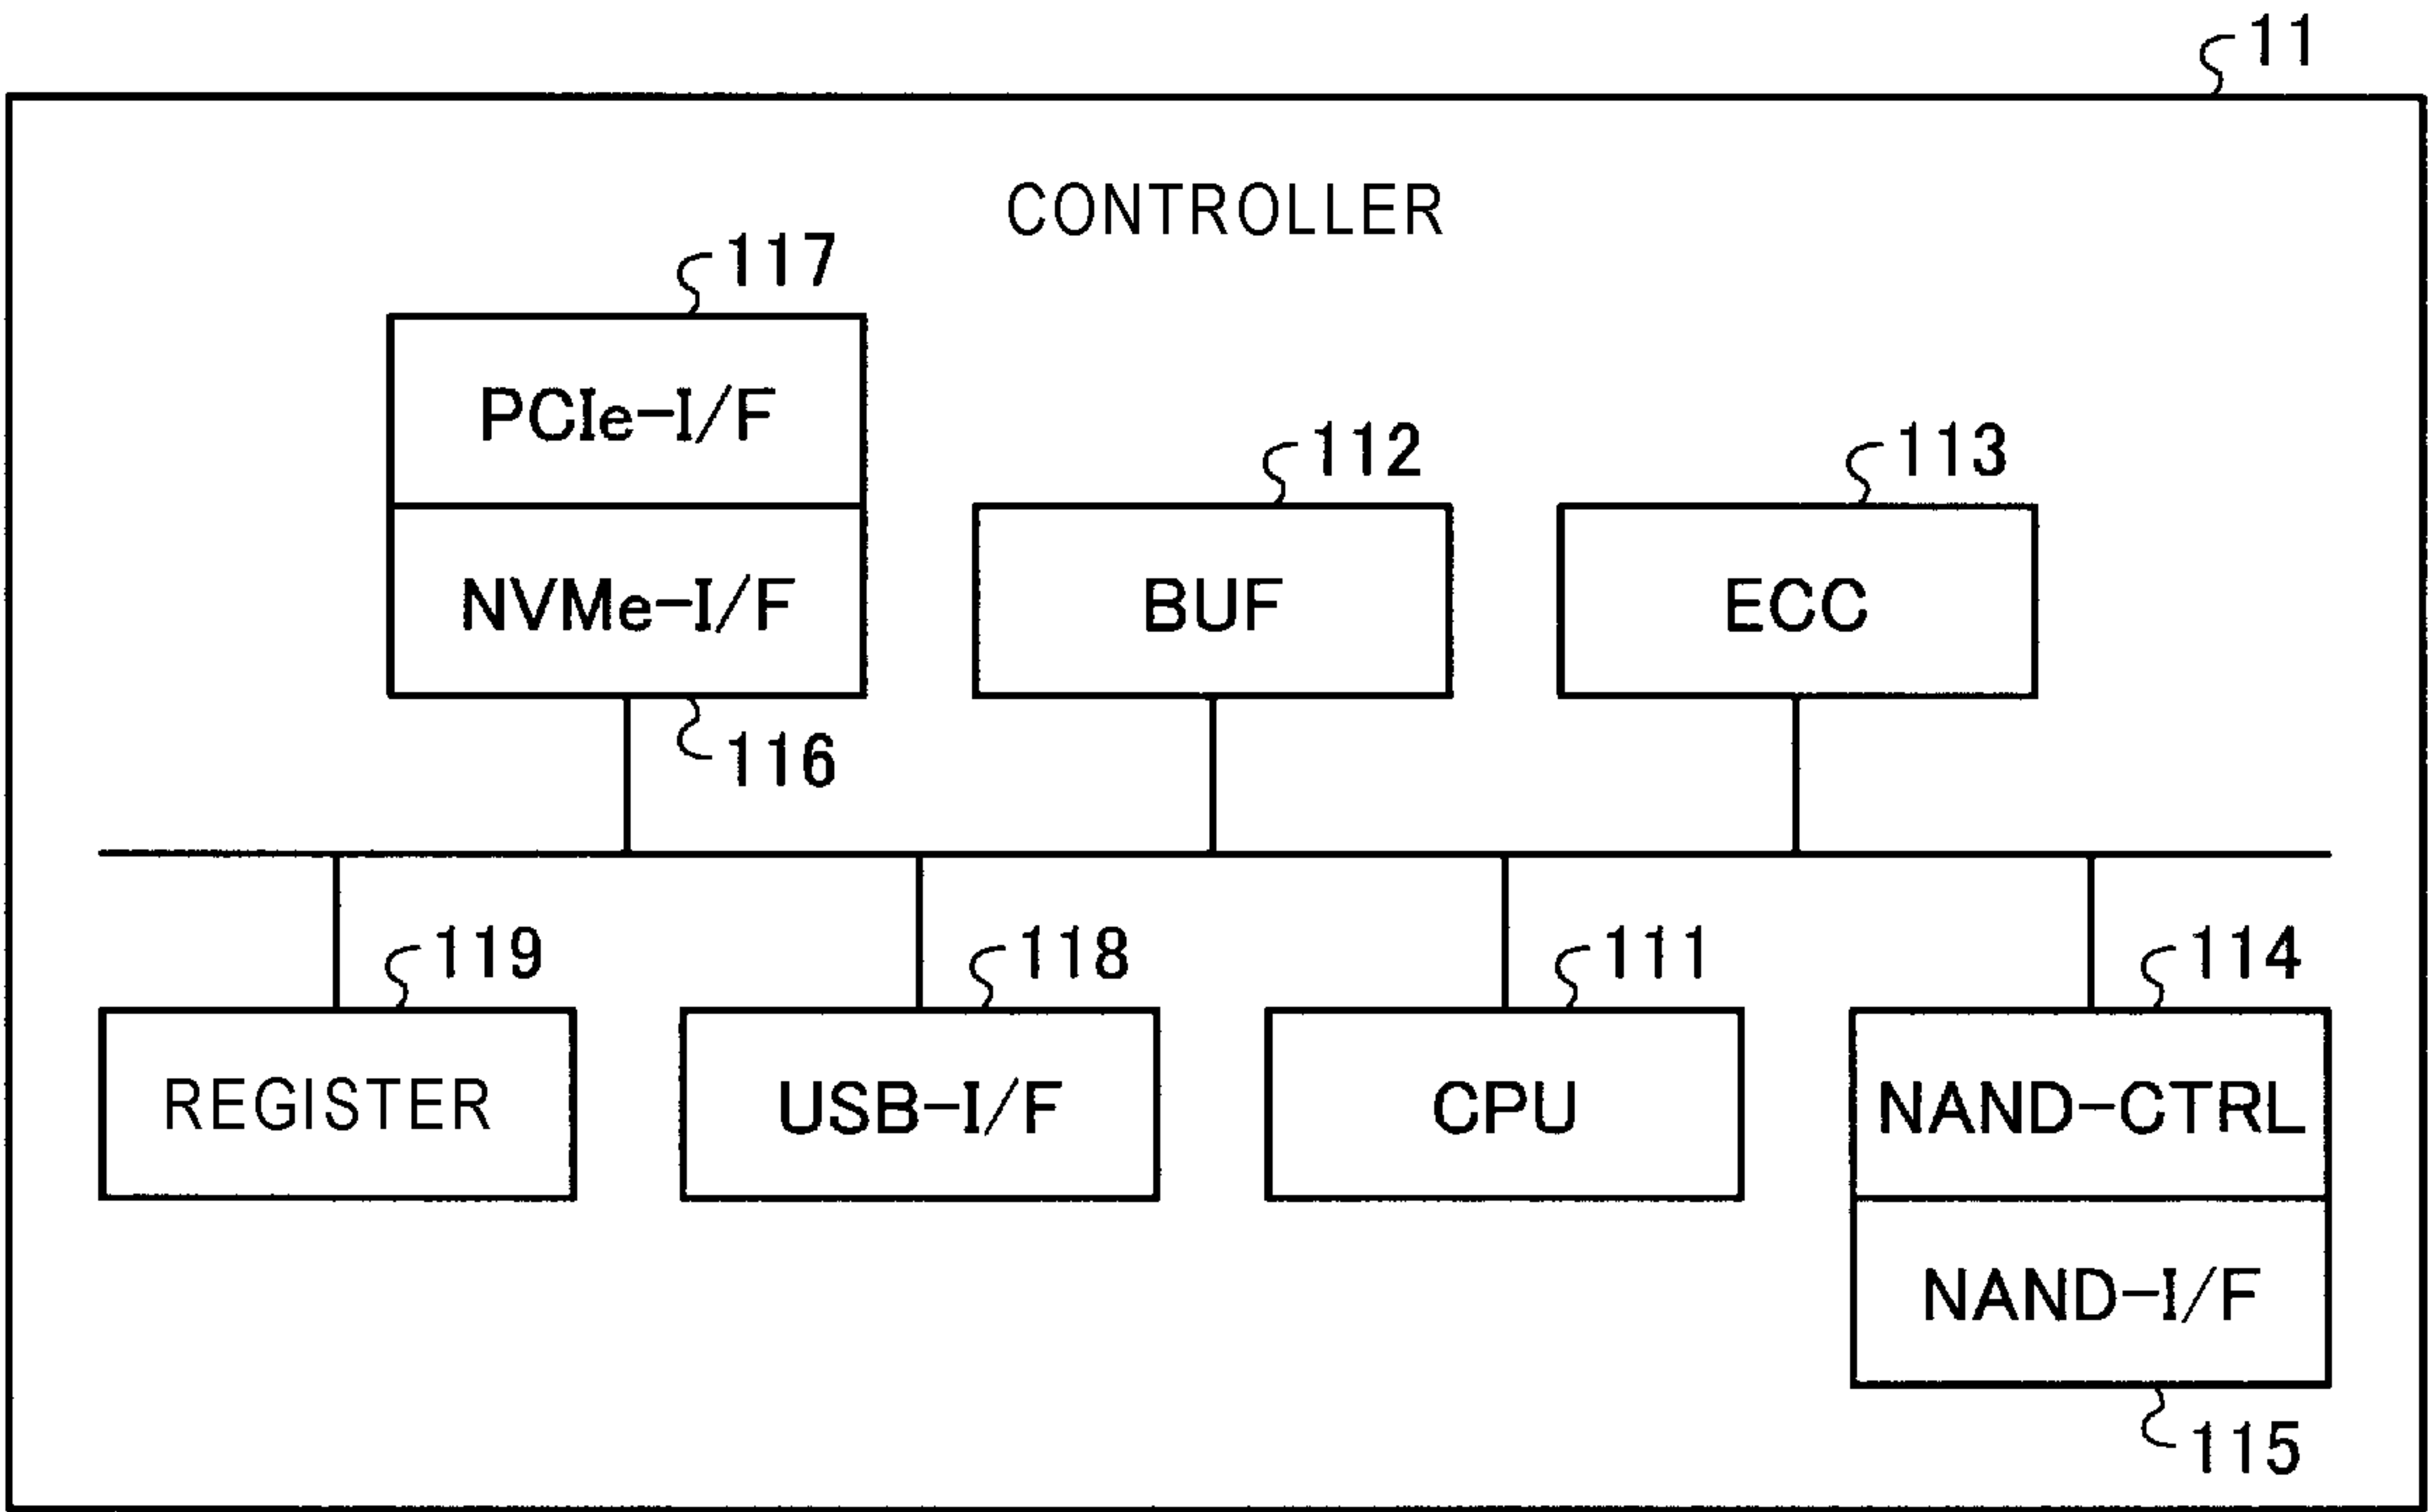 11
CONTROLLER
117
PCIe-I/F
112
113
NVMe-I/F
BUF
ECC
116
119
118
111
114
REGISTER
USB-I/F
CPU
NAND-CTRL
NAND-I/F
115